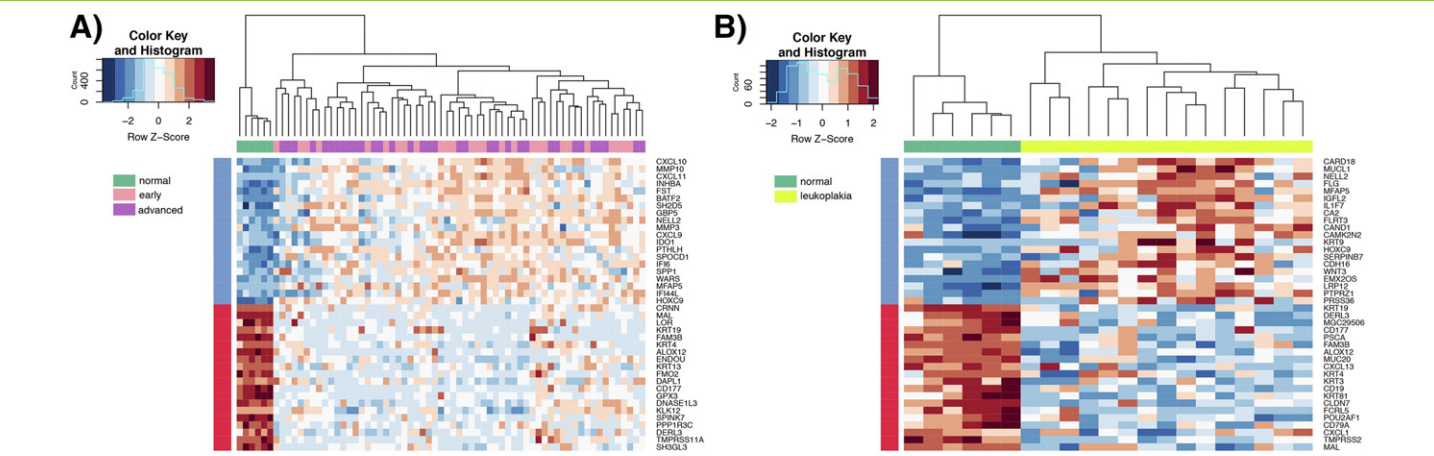 A)
Color Key
and Histogram
Count
0 400
−2 0 2
Row Z−Score
normal
early
advanced
CXCL10
MMP10
CXCL11
INHBA
FST
BATF2
SH2D5
GBP5
NELL2
MMP3
CXCL9
IDO1
PTHLH
SPOCD1
IFI6
SPP1
WARS
MFAP5
IFI44L
HOXC9
CRNN
MAL
LOR
KRT19
FAM3B
KRT4
ALOX12
ENDOU
KRT13
FMO2
DAPL1
CD177
GPX3
DNASE1L3
KLK12
SPINK7
PPP1R3C
DERL3
TMPRSS11A
SH3GL3
B)
Color Key
and Histogram
Count
0 60
−2 −1 0 1 2
Row Z−Score
normal
leukoplakia
CARD18
MUCL1
NELL2
FLG
MFAP5
IGFL2
IL1F7
CA2
FLRT3
CAND1
CAMK2N2
KRT9
HOXC9
SERPINB7
CDH16
WNT3
EMX2OS
LRP12
PTPRZ1
PRSS36
KRT19
DERL3
MGC29506
CD177
PSCA
FAM3B
ALOX12
MUC20
CXCL13
KRT4
KRT3
CD19
KRT81
CLDN7
FCRL5
POU2AF1
CD79A
CXCL1
TMPRSS2
MAL